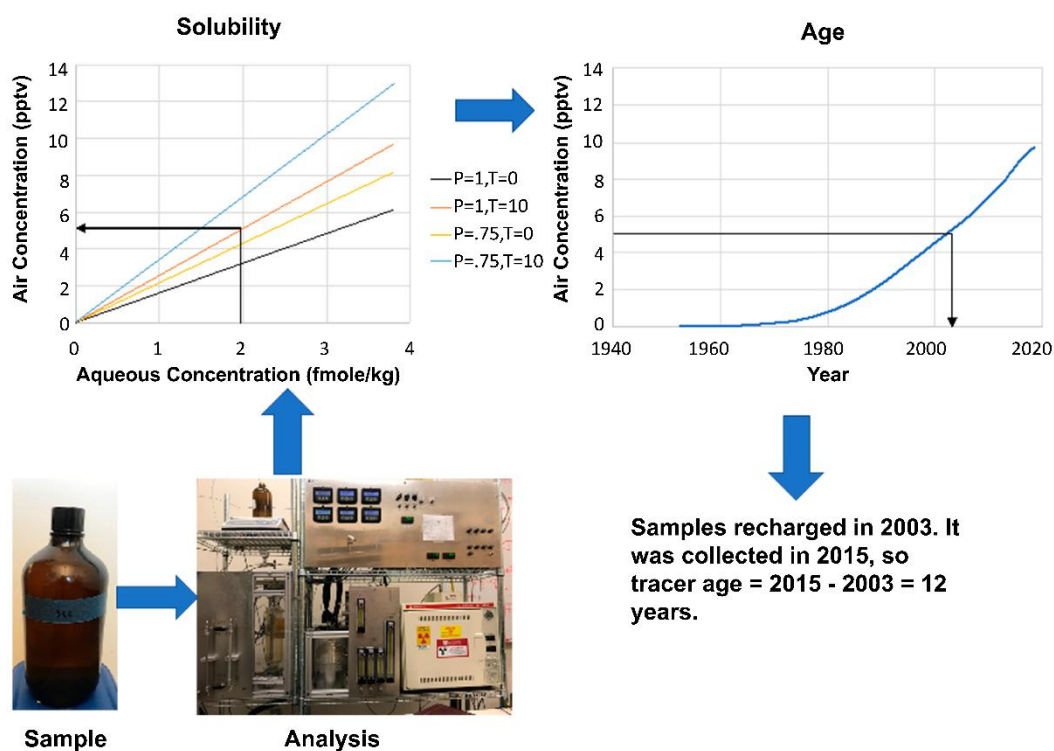 Solubility
Air Concentration (pptv)
14
12
10
8
6
4
2
0
0 1 2 3 4
Aqueous Concentration (fmole/kg)
P=1,T=0
P=1,T=10
P=.75,T=0
P=.75,T=10
Age
Air Concentration (pptv)
14
12
10
8
6
4
2
0
1940 1960 1980 2000 2020
Year
Sample
Analysis
Samples recharged in 2003. It
was collected in 2015, so
tracer age = 2015 - 2003 = 12
years.